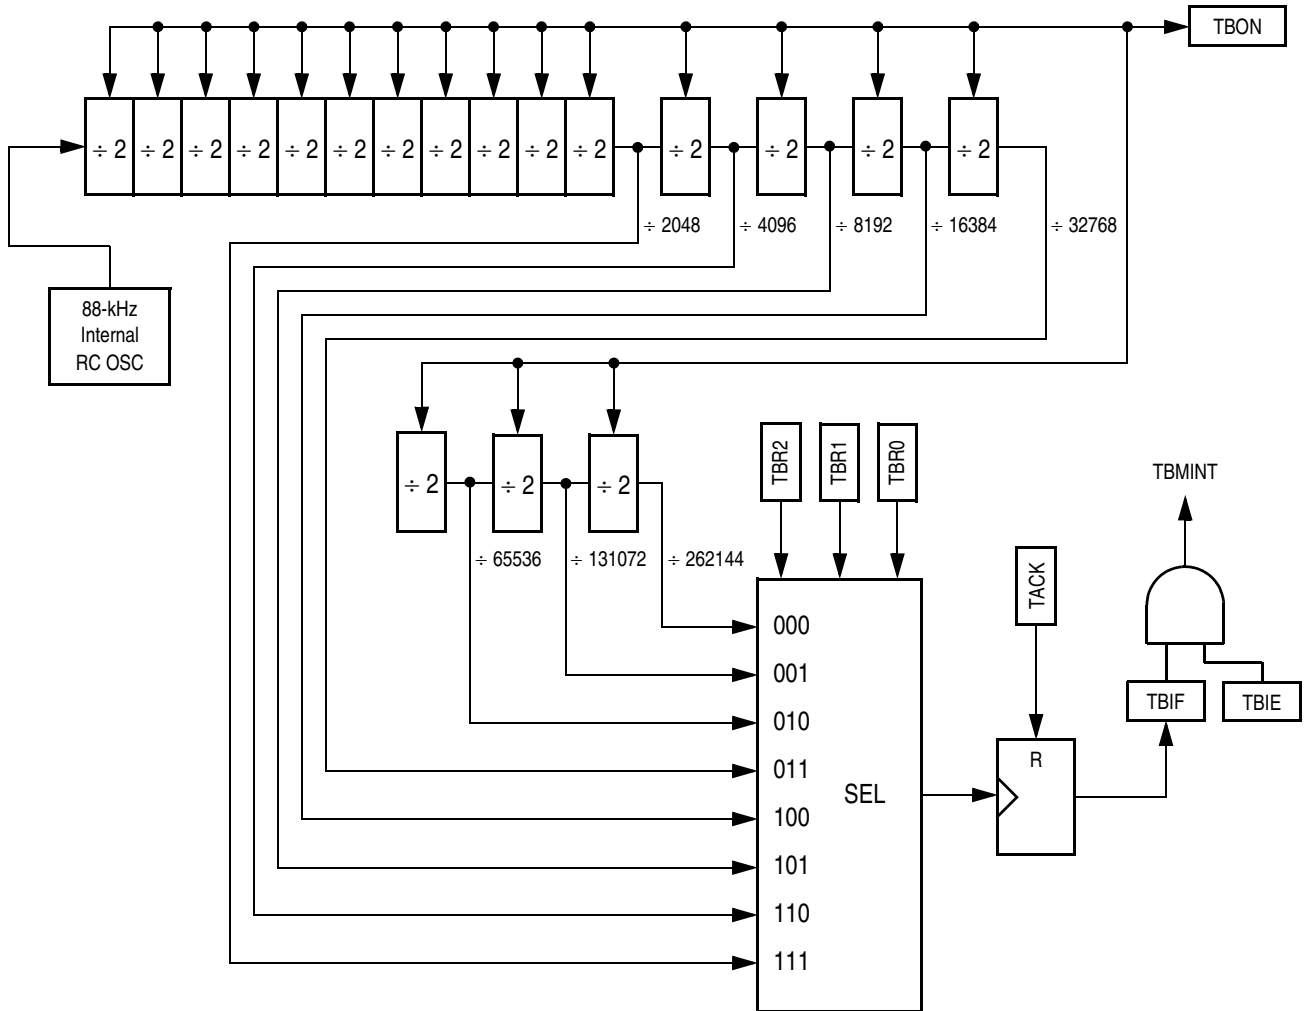 TBON
÷ 2 ÷ 2 ÷ 2 ÷ 2 ÷ 2 ÷ 2 ÷ 2 ÷ 2 ÷ 2 ÷ 2 ÷ 2 ÷ 2 ÷ 2 ÷ 2 ÷ 2
÷ 2048 ÷ 4096 ÷ 8192 ÷ 16384 ÷ 32768
88-kHz
Internal
RC OSC
÷ 2 ÷ 2 ÷ 2
÷ 65536 ÷ 131072 ÷ 262144
TBR2
TBR1
TBR0
000
001
010
011
100
101
110
111
SEL
TACK
R
TBMINT
TBIF
TBIE